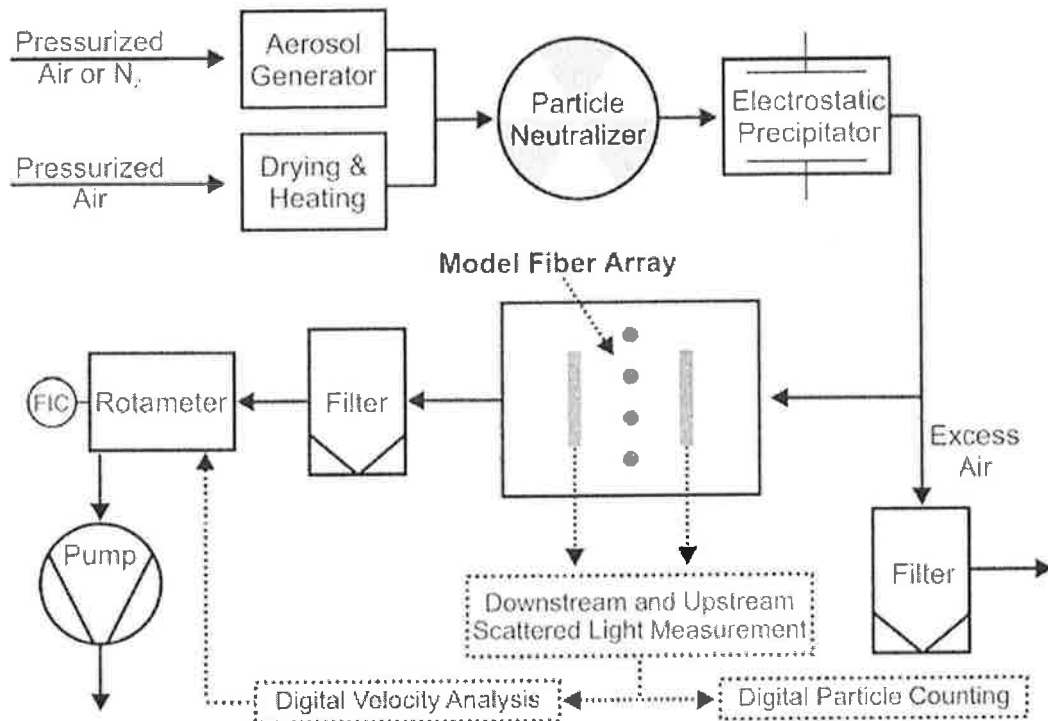 Pressurized
Air or N₂
Aerosol
Generator
Particle
Neutralizer
Electrostatic
Precipitator
Pressurized
Air
Drying &
Heating
Model Fiber Array
FIC
Rotameter
Filter
Excess
Air
Pump
Filter
Downstream and Upstream
Scattered Light Measurement
Digital Velocity Analysis
Digital Particle Counting